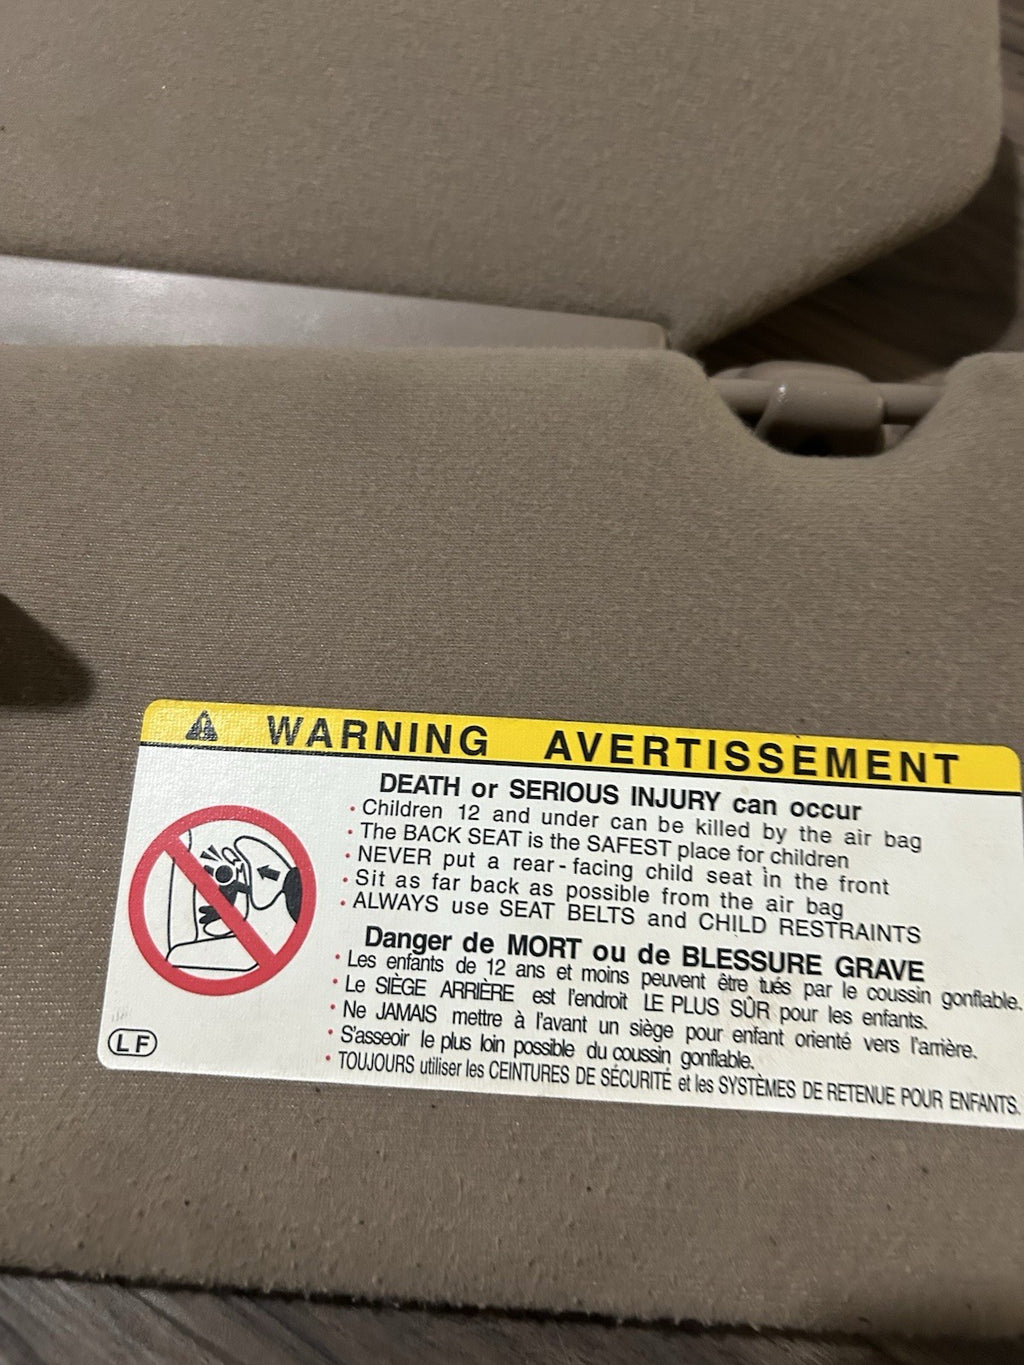 WARNING AVERTISSEMENT
DEATH or SERIOUS INJURY can occur
• Children 12 and under can be killed by the air bag
• The BACK SEAT is the SAFEST place for children
• NEVER put a rear-facing child seat in the front
• Sit as far back as possible from the air bag
• ALWAYS use SEAT BELTS and CHILD RESTRAINTS
Danger de MORT ou de BLESSURE GRAVE
• Les enfants de 12 ans et moins peuvent être tués par le coussin gonflable.
• Le SIÈGE ARRIÈRE est l'endroit LE PLUS SÛR pour les enfants.
• Ne JAMAIS mettre à l'avant un siège pour enfant orienté vers l'arrière.
• S'asseoir le plus loin possible du coussin gonflable.
• TOUJOURS utiliser les CEINTURES DE SÉCURITÉ et les SYSTÈMES DE RETENUE POUR ENFANTS.
LF